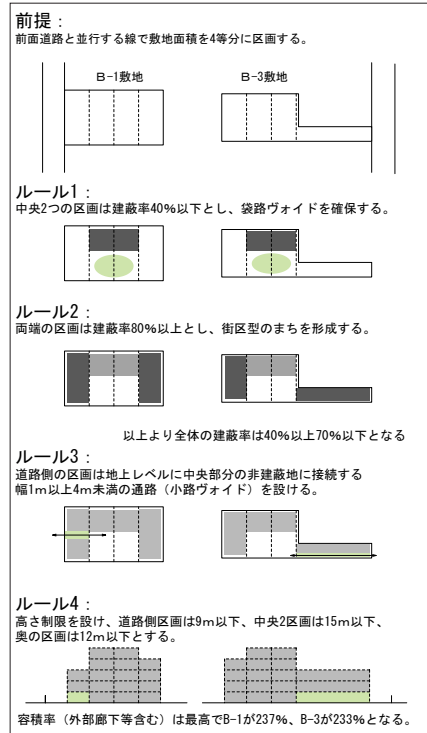 前提：
前面道路と並行する線で敷地面積を4等分に区画する。
B-1敷地
B-3敷地
ルール1：
中央2つの区画は建蔽率40％以下とし、袋路ヴォイドを確保する。
ルール2：
両端の区画は建蔽率80％以上とし、街区型のまちを形成する。
以上より全体の建蔽率は40％以上70％以下となる
ルール3：
道路側の区画は地上レベルに中央部分の非建蔽地に接続する
幅1m以上4m未満の通路（小路ヴォイド）を設ける。
ルール4：
高さ制限を設け、道路側区画は9m以下、中央2区画は15m以下、
奥の区画は12m以下とする。
容積率（外部廊下等含む）は最高でB-1が237％、B-3が233％となる。